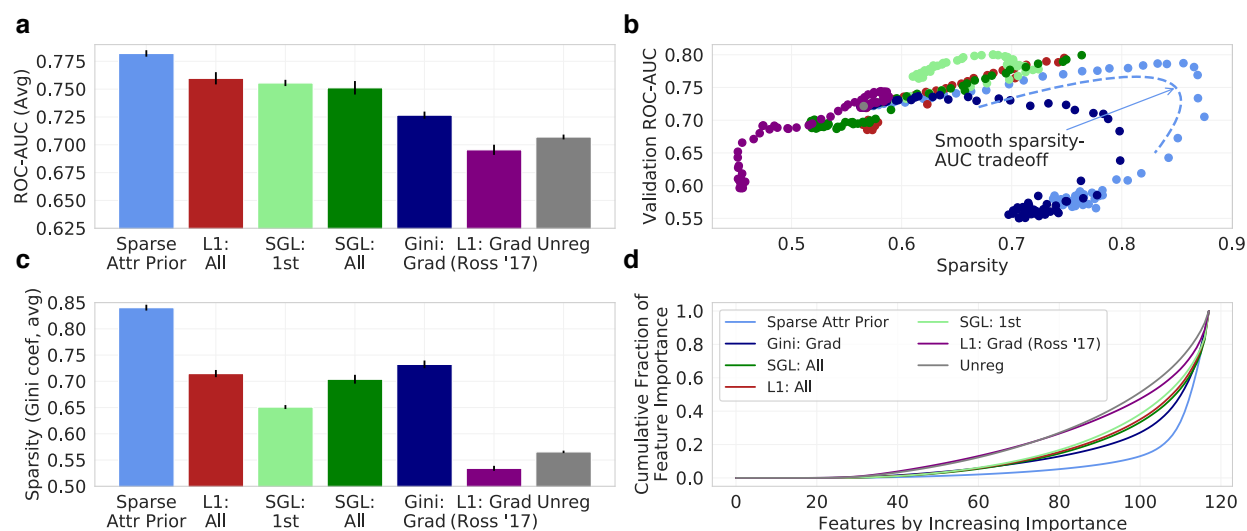 a
ROC-AUC (Avg)
0.775
0.750
0.725
0.700
0.675
0.650
0.625
Sparse
Attr Prior
L1:
All
SGL:
1st
SGL:
All
Gini:
Grad
L1: Grad
(Ross '17)
Unreg
b
Validation ROC-AUC
0.80
0.75
0.70
0.65
0.60
0.55
Smooth sparsity-
AUC tradeoff
0.5
0.6
0.7
0.8
0.9
Sparsity
c
Sparsity (Gini coef, avg)
0.85
0.80
0.75
0.70
0.65
0.60
0.55
0.50
Sparse
Attr Prior
L1:
All
SGL:
1st
SGL:
All
Gini:
Grad
L1: Grad
(Ross '17)
Unreg
d
Cumulative Fraction of
Feature Importance
1.0
0.8
0.6
0.4
0.2
0.0
Sparse Attr Prior
Gini: Grad
SGL: All
L1: All
SGL: 1st
L1: Grad (Ross '17)
Unreg
0
20
40
60
80
100
120
Features by Increasing Importance